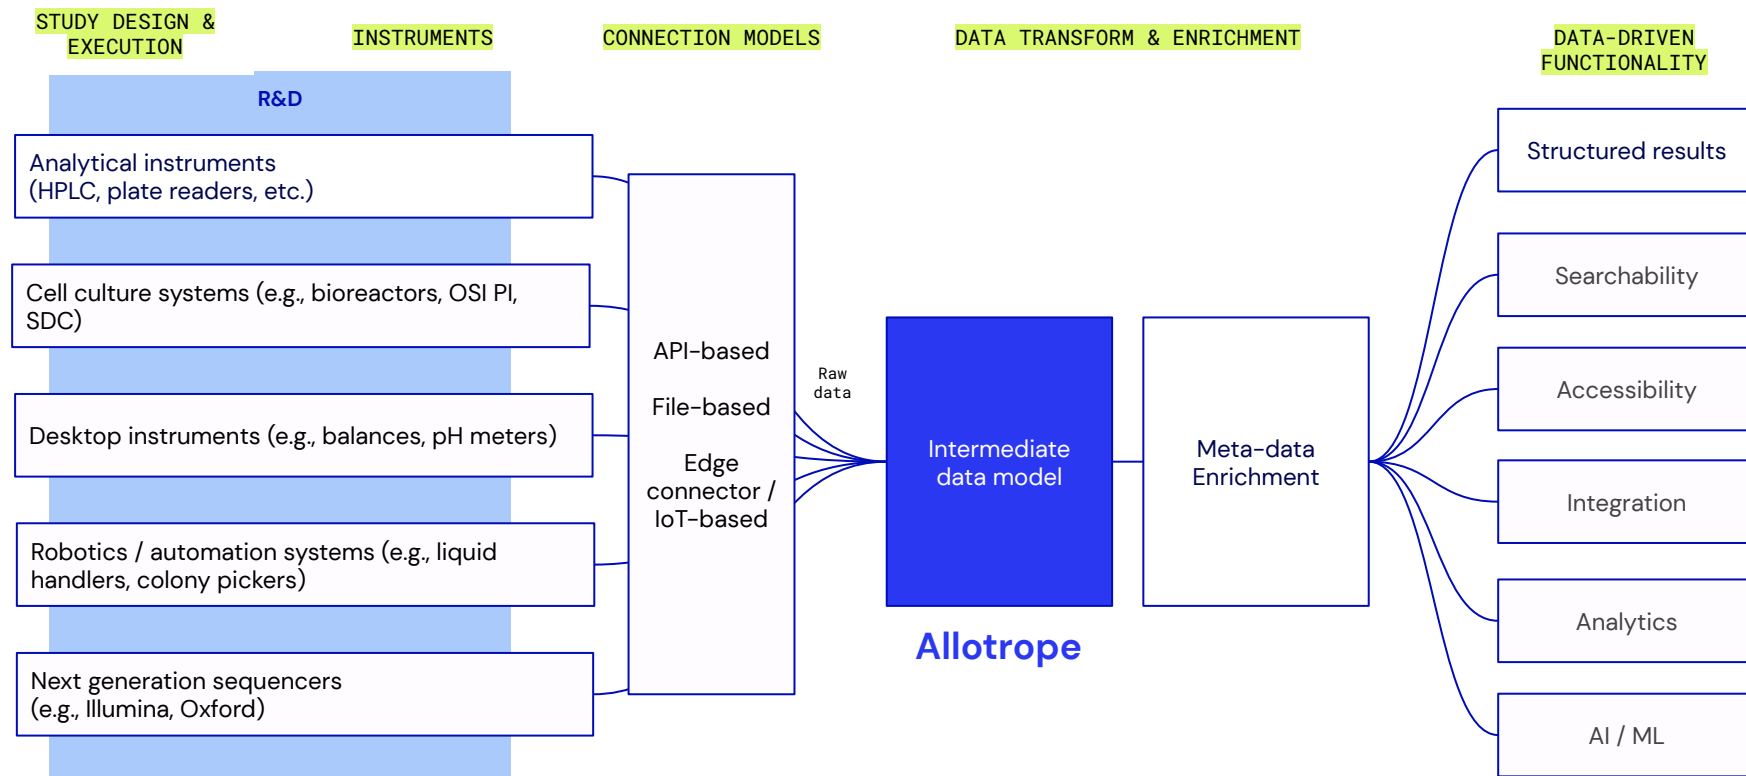 STUDY DESIGN &
EXECUTION
INSTRUMENTS
CONNECTION MODELS
DATA TRANSFORM & ENRICHMENT
DATA-DRIVEN
FUNCTIONALITY
R&D
Analytical instruments
(HPLC, plate readers, etc.)
Cell culture systems (e.g., bioreactors, OSI PI,
SDC)
Desktop instruments (e.g., balances, pH meters)
Robotics / automation systems (e.g., liquid
handlers, colony pickers)
Next generation sequencers
(e.g., Illumina, Oxford)
API-based
File-based
Edge
connector /
IoT-based
Raw
data
Intermediate
data model
Allotrope
Meta-data
Enrichment
Structured results
Searchability
Accessibility
Integration
Analytics
AI / ML